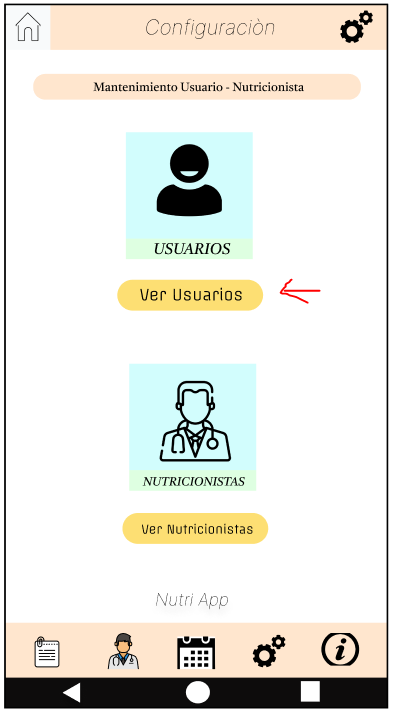 Configuraciòn
Mantenimiento Usuario - Nutricionista
USUARIOS
Ver Usuarios
NUTRICIONISTAS
Ver Nutricionistas
Nutri App